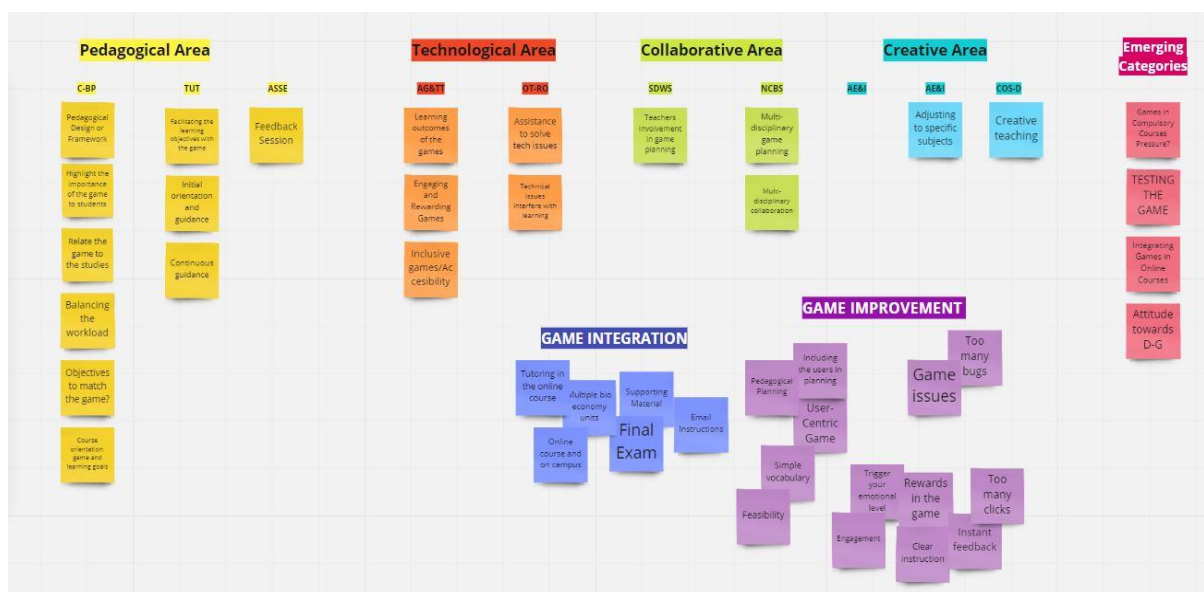 Pedagogical Area
Technological Area
Collaborative Area
Creative Area
Emerging
Categories
C-BP
TUT
ASSE
AG&TT
OT-RO
SDWS
NCBS
AE&I
AE&I
COS-D
Pedagogical
Design or
Framework
Highlight the
importance
of the game
to students
Relate the
game to
the studies
Balancing
the
workload
Objectives
to match
the game?
Course
orientation
game and
learning goals
Facilitating the
learning
objectives with
the game
Initial
orientation
and
guidance
Continuous
guidance
Feedback
Session
Learning
outcomes
of the
games
Engaging
and
Rewarding
Games
Inclusive
games/Ac
cesibility
Assistance
to solve
tech issues
Technical
issues
interfere with
learning
Teachers
involvement
in game
planning
Multi-
disciplinary
game
planning
Multi-
disciplinary
collaboration
Adjusting
to specific
subjects
Creative
teaching
Games in
Compulsory
Courses
Pressure?
TESTING
THE
GAME
Integrating
Games in
Online
Courses
Attitude
towards
D-G
GAME INTEGRATION
Tutoring in
the online
course
Multiple bio
economy
units
Supporting
Material
Email
Instructions
Online
course and
on campus
Final
Exam
GAME IMPROVEMENT
Pedagogical
Planning
Including
the users in
planning
User-
Centric
Game
Simple
vocabulary
Feasibility
Game
issues
Too
many
bugs
Trigger
your
emotional
level
Rewards
in the
game
Too
many
clicks
Engagement
Clear
instruction
Instant
feedback